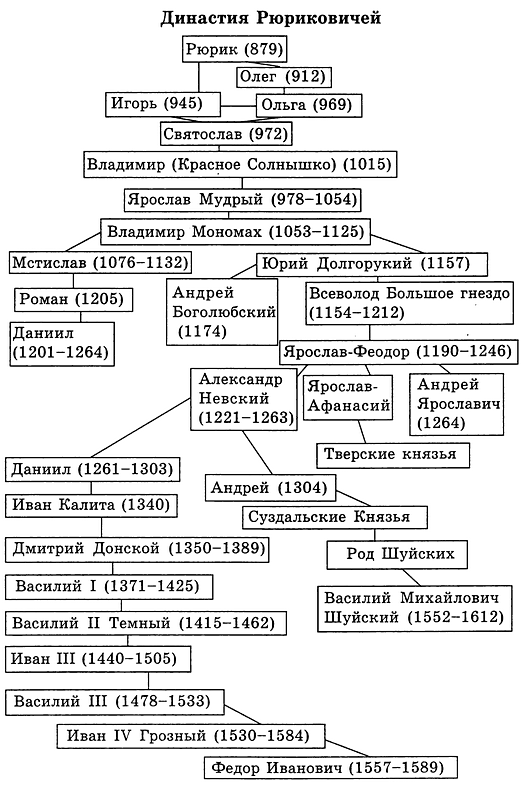 Династия Рюриковичей
Рюрик (879)
Олег (912)
Игорь (945)
Ольга (969)
Святослав (972)
Владимир (Красное Солнышко) (1015)
Ярослав Мудрый (978–1054)
Владимир Мономах (1053–1125)
Мстислав (1076–1132)
Юрий Долгорукий (1157)
Роман (1205)
Андрей
Боголюбский
(1174)
Всеволод Большое гнездо
(1154–1212)
Даниил
(1201–1264)
Ярослав-Феодор (1190–1246)
Александр
Невский
(1221–1263)
Ярослав-
Афанасий
Андрей
Ярославич
(1264)
Тверские князья
Даниил (1261–1303)
Андрей (1304)
Иван Калита (1340)
Суздальские Князья
Дмитрий Донской (1350–1389)
Род Шуйских
Василий I (1371–1425)
Василий Михайлович
Шуйский (1552–1612)
Василий II Темный (1415–1462)
Иван III (1440–1505)
Василий III (1478–1533)
Иван IV Грозный (1530–1584)
Федор Иванович (1557–1589)